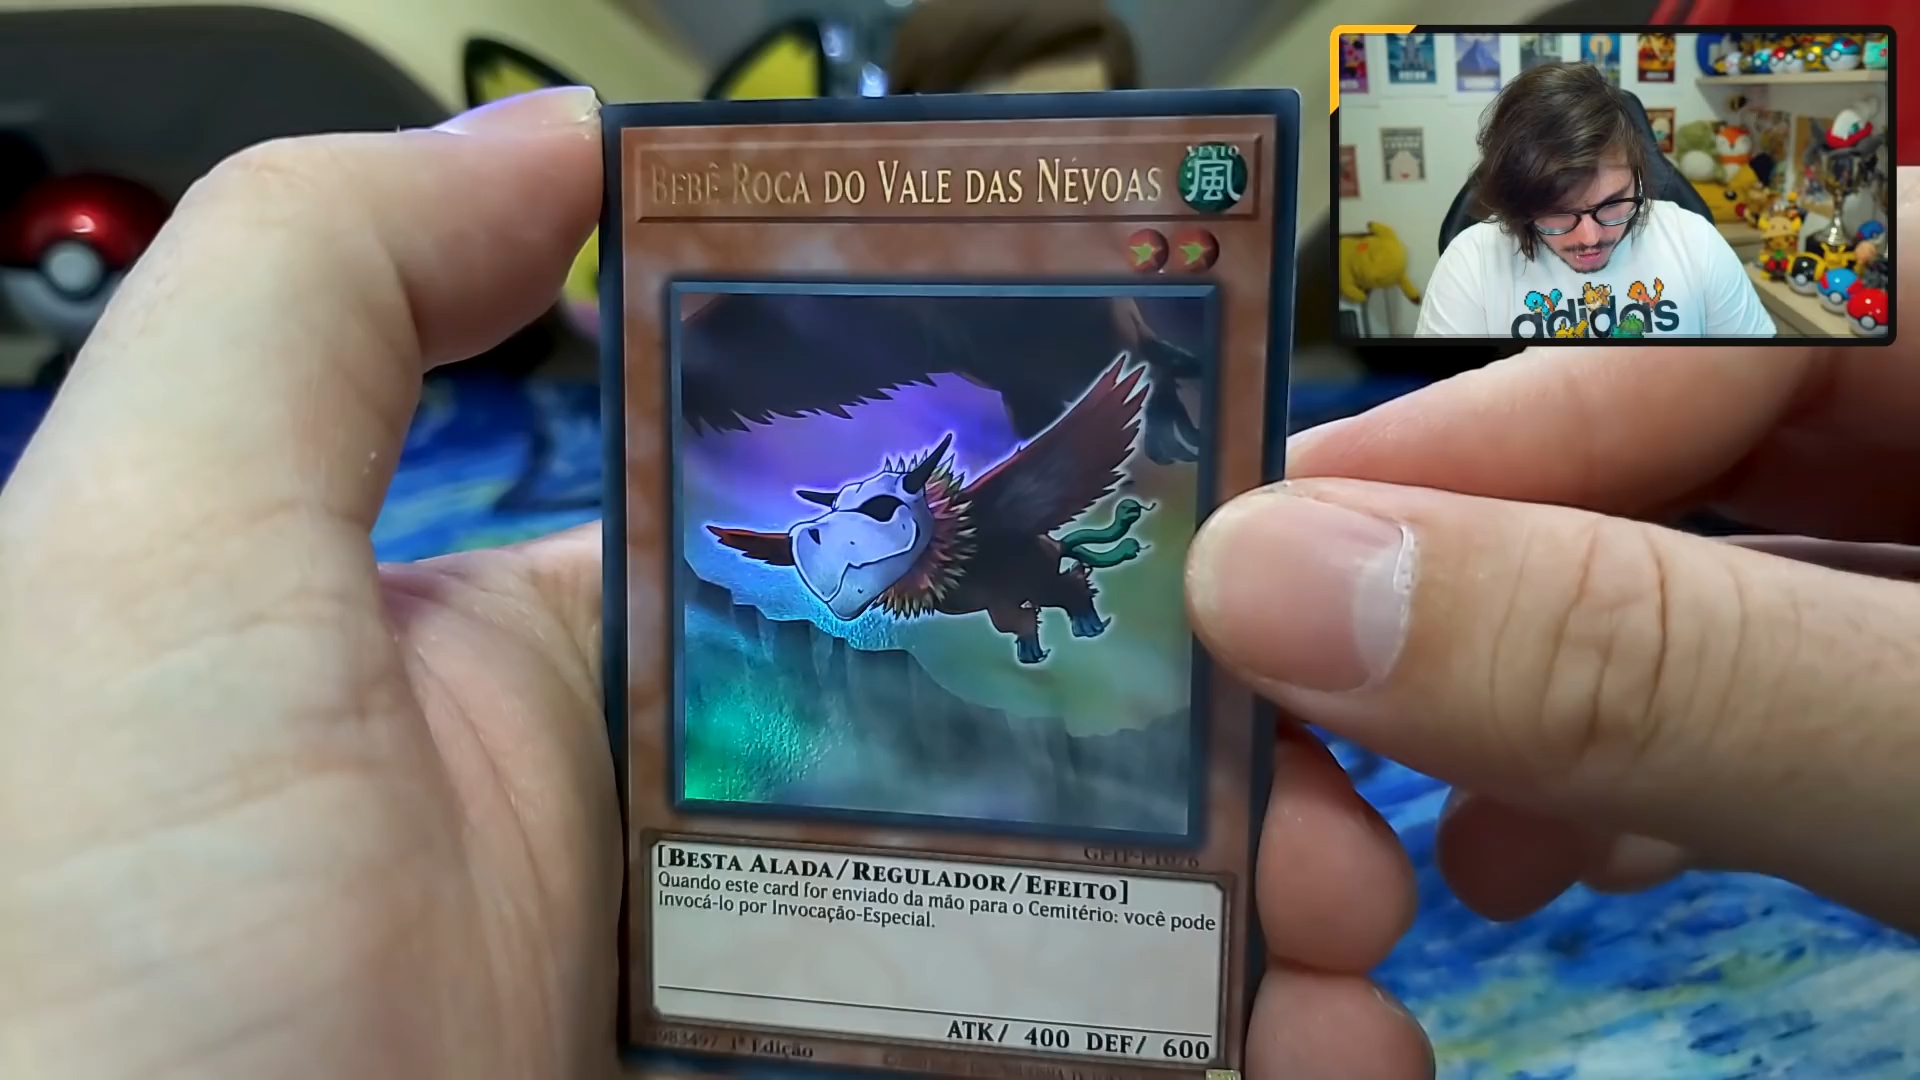 BEBÊ ROCA DO VALE DAS NÉVOAS
VENTO
風
adidas
[BESTA ALADA/REGULADOR/EFEITO]
Quando este card for enviado da mão para o Cemitério: você pode
Invocá-lo por Invocação-Especial.
ATK/ 400 DEF/ 600
1ª Edição